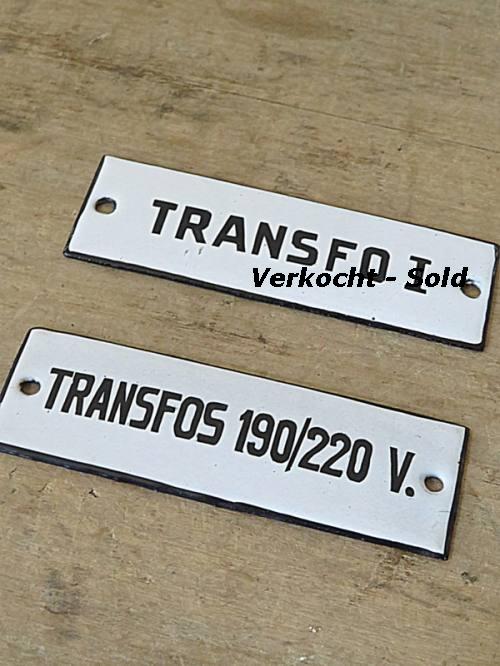 TRANSFO I
Verkocht - Sold
TRANSFOS 190/220 V.